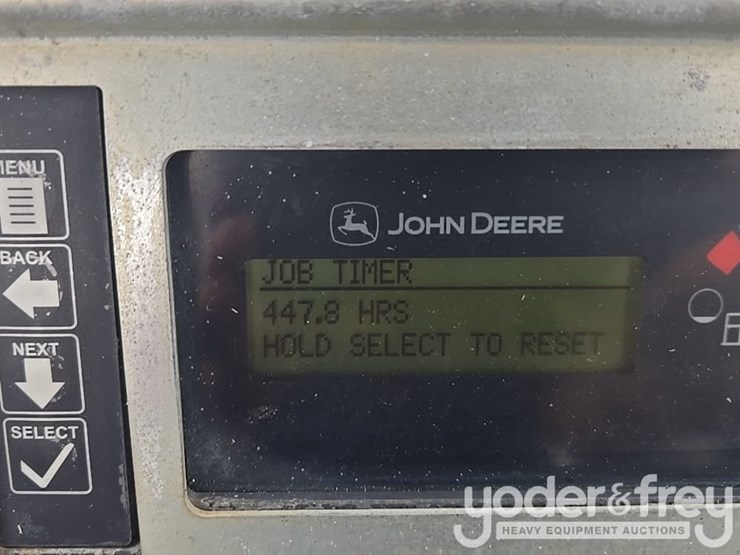 MENU
BACK
NEXT
SELECT
JOHN DEERE
JOB TIMER
447.8 HRS
HOLD SELECT TO RESET
yoder&frey
HEAVY EQUIPMENT AUCTIONS